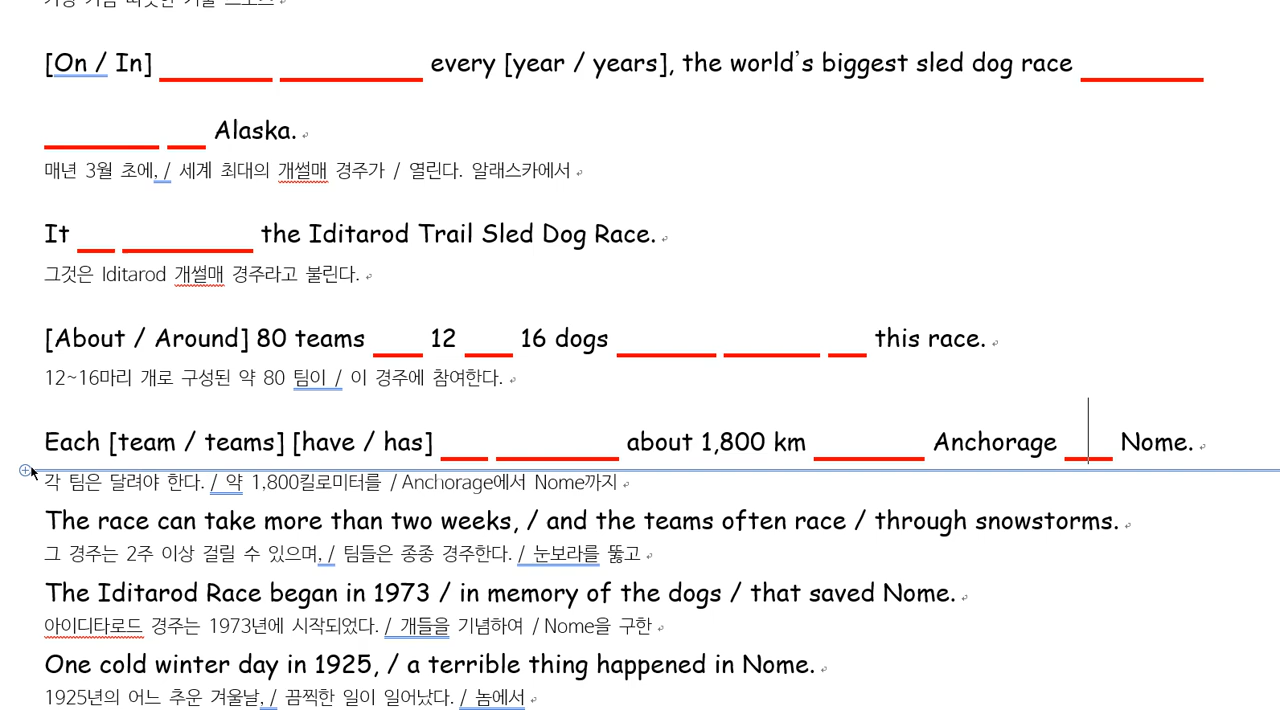 [On / In] every [year / years], the world's biggest sled dog race
Alaska.
매년 3월 초에, / 세계 최대의 개썰매 경주가 / 열린다. 알래스카에서
It the Iditarod Trail Sled Dog Race.
그것은 Iditarod 개썰매 경주라고 불린다.
[About / Around] 80 teams 12 16 dogs this race.
12~16마리 개로 구성된 약 80 팀이 / 이 경주에 참여한다.
Each [team / teams] [have / has] about 1,800 km Anchorage Nome.
각 팀은 달려야 한다. / 약 1,800킬로미터를 / Anchorage에서 Nome까지
The race can take more than two weeks, / and the teams often race / through snowstorms.
그 경주는 2주 이상 걸릴 수 있으며, / 팀들은 종종 경주한다. / 눈보라를 뚫고
The Iditarod Race began in 1973 / in memory of the dogs / that saved Nome.
아이디타로드 경주는 1973년에 시작되었다. / 개들을 기념하여 / Nome을 구한
One cold winter day in 1925, / a terrible thing happened in Nome.
1925년의 어느 추운 겨울날, / 끔찍한 일이 일어났다. / 놈에서